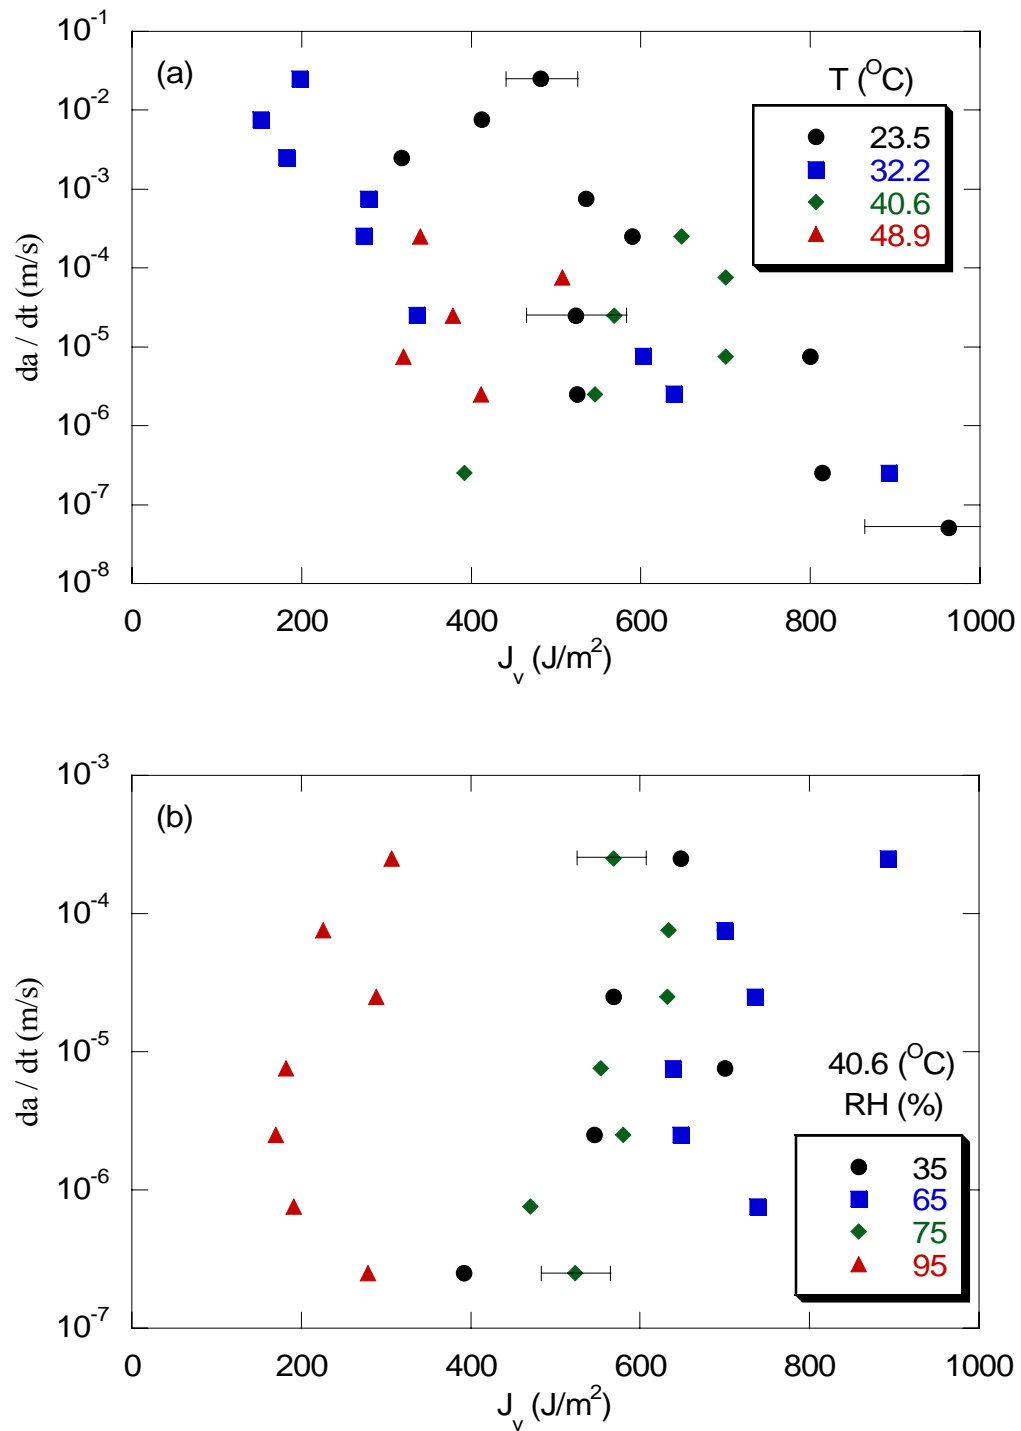 (a)
T (°C)
23.5
32.2
40.6
48.9
10⁻¹
10⁻²
10⁻³
10⁻⁴
10⁻⁵
10⁻⁶
10⁻⁷
10⁻⁸
da / dt (m/s)
0 200 400 600 800 1000
Jᵥ (J/m²)
(b)
40.6 (°C)
RH (%)
35
65
75
95
10⁻³
10⁻⁴
10⁻⁵
10⁻⁶
10⁻⁷
da / dt (m/s)
0 200 400 600 800 1000
Jᵥ (J/m²)